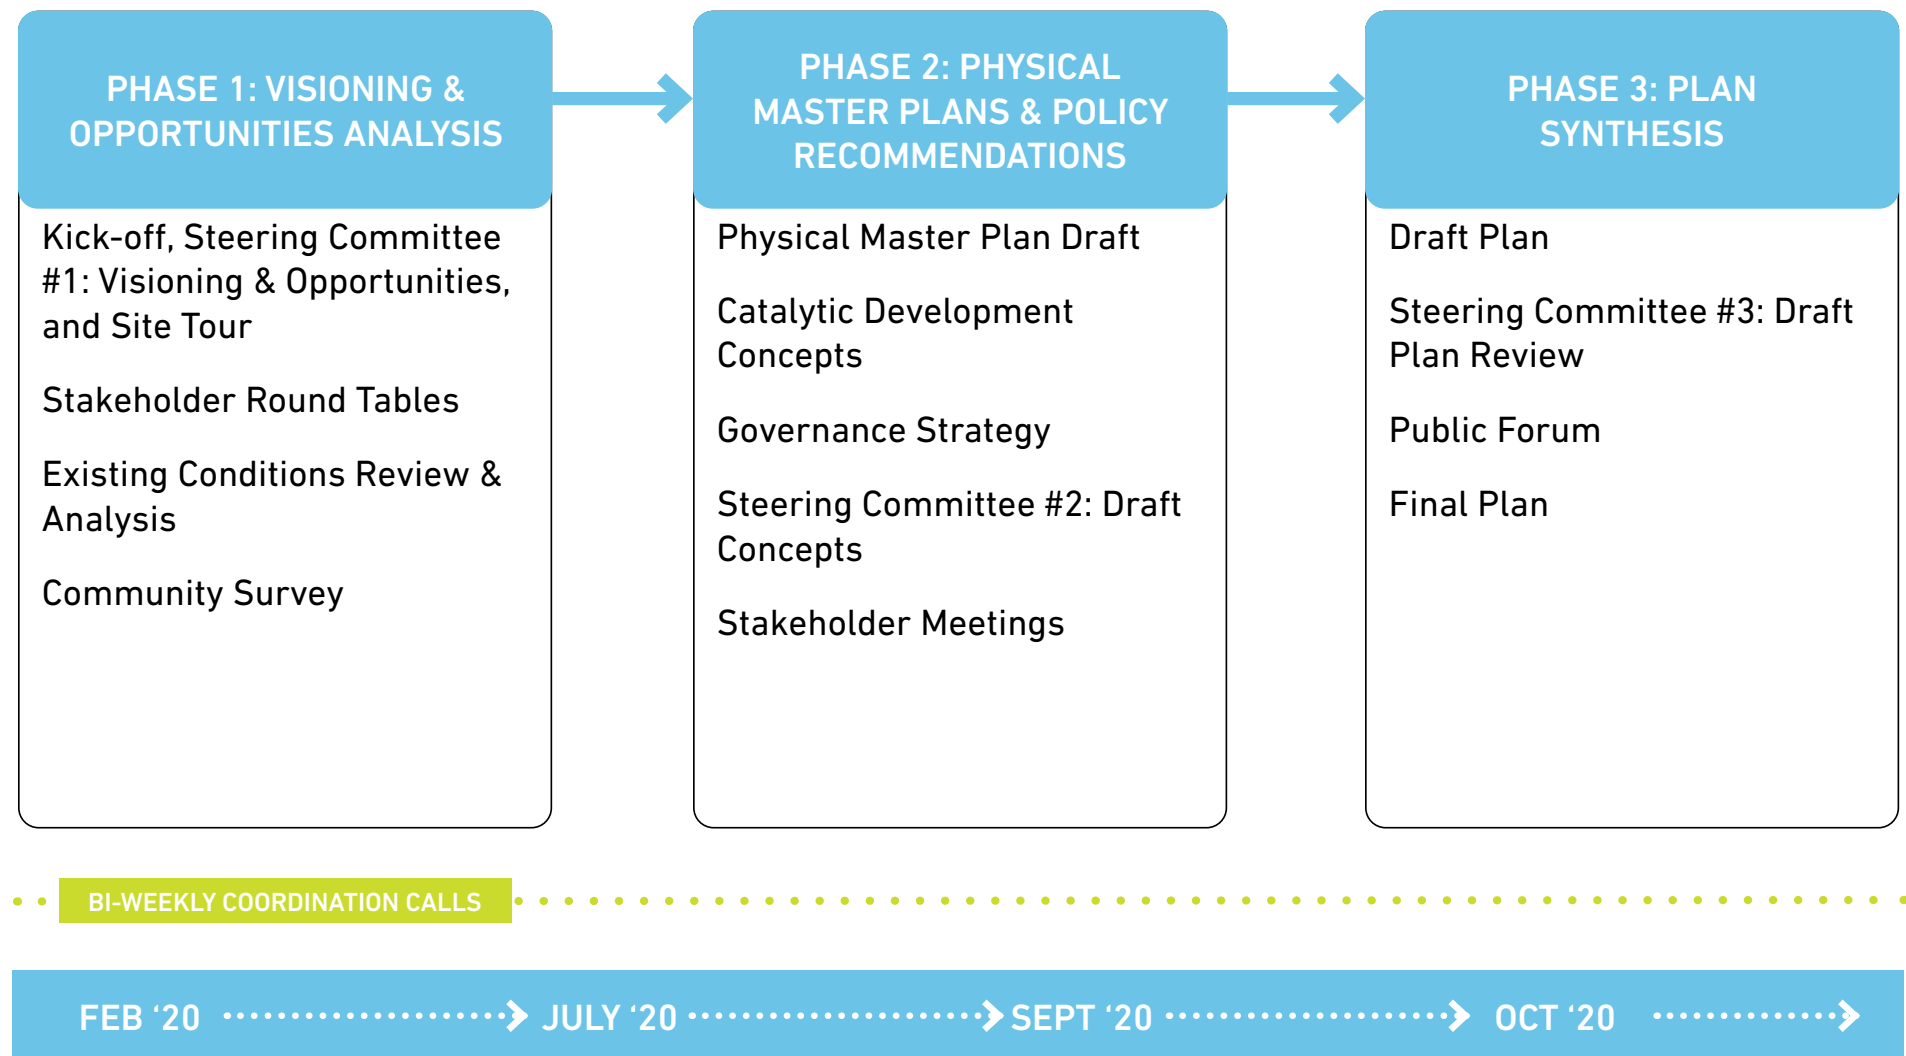 PHASE 1: VISIONING &
OPPORTUNITIES ANALYSIS
Kick-off, Steering Committee
#1: Visioning & Opportunities,
and Site Tour
Stakeholder Round Tables
Existing Conditions Review &
Analysis
Community Survey
PHASE 2: PHYSICAL
MASTER PLANS & POLICY
RECOMMENDATIONS
Physical Master Plan Draft
Catalytic Development
Concepts
Governance Strategy
Steering Committee #2: Draft
Concepts
Stakeholder Meetings
PHASE 3: PLAN
SYNTHESIS
Draft Plan
Steering Committee #3: Draft
Plan Review
Public Forum
Final Plan
BI-WEEKLY COORDINATION CALLS
FEB ‘20 JULY ‘20 SEPT ‘20 OCT ‘20